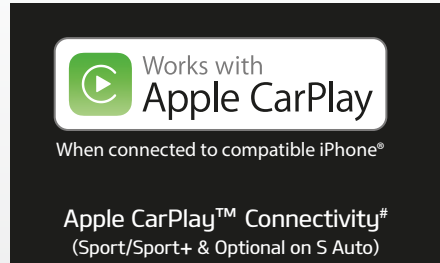 Works with
Apple CarPlay
When connected to compatible iPhone®
Apple CarPlay™ Connectivity#
(Sport/Sport+ & Optional on S Auto)